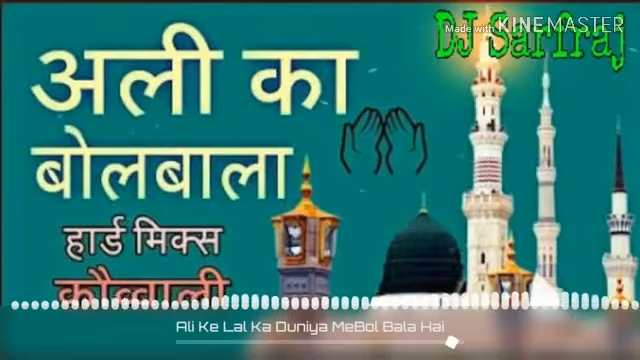 Made with KINEMASTER
DJ Sarfraj
अली का
बोलबाला
हार्ड मिक्स
कौव्वाली
Ali Ke Lal Ka Duniya MeBol Bala Hai